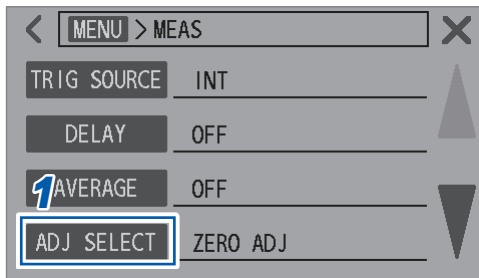 MENU > MEAS
TRIG SOURCE INT
DELAY OFF
1 AVERAGE OFF
ADJ SELECT ZERO ADJ